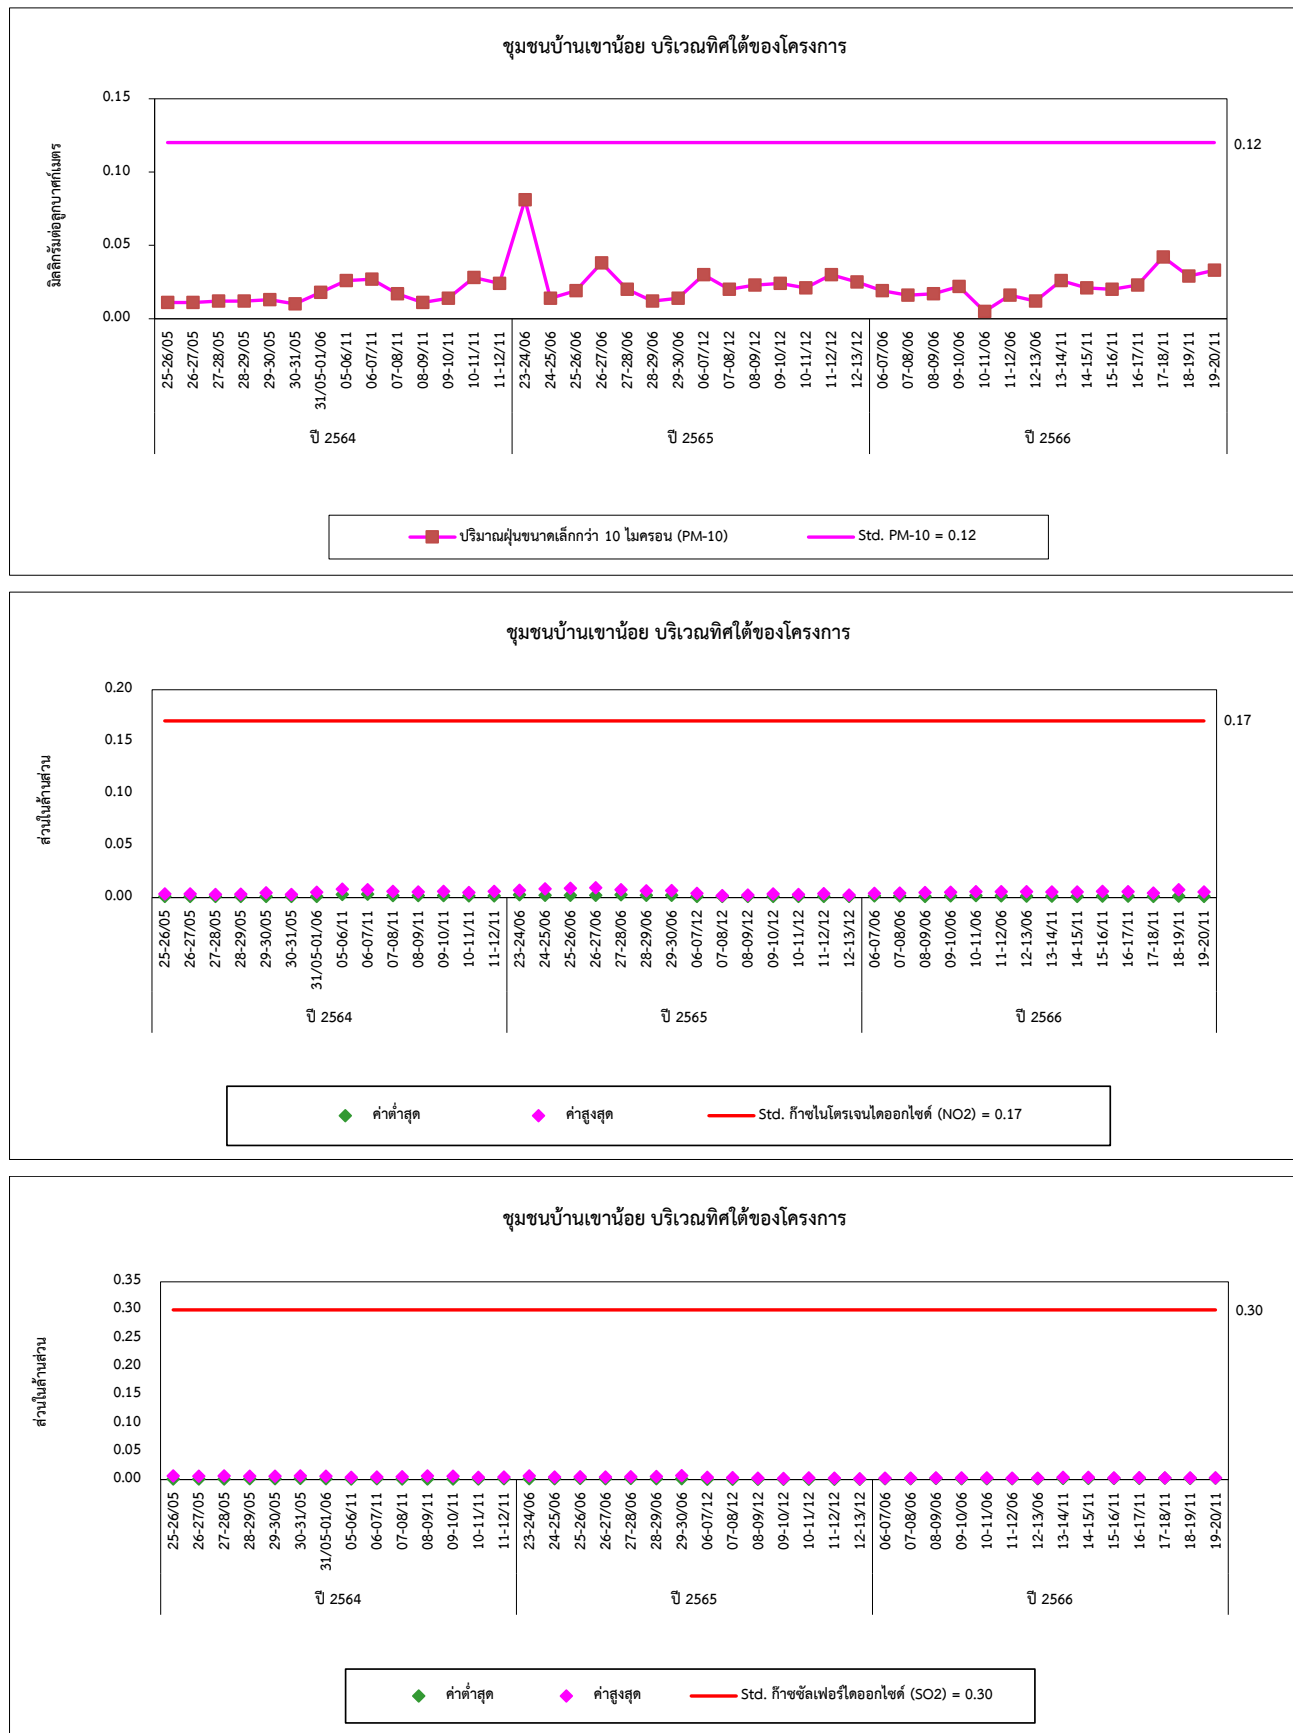 ชุมชนบ้านเขาน้อย บริเวณทิศใต้ของโครงการ
มิลลิกรัมต่อลูกบาศก์เมตร
0.15
0.10
0.05
0.00
0.12
25-26/05 26-27/05 27-28/05 28-29/05 29-30/05 30-31/05 31/05-01/06 05-06/11 06-07/11 07-08/11 08-09/11 09-10/11 10-11/11 11-12/11 23-24/06 24-25/06 25-26/06 26-27/06 27-28/06 28-29/06 29-30/06 06-07/12 07-08/12 08-09/12 09-10/12 10-11/12 11-12/12 12-13/12 06-07/06 07-08/06 08-09/06 09-10/06 10-11/06 11-12/06 12-13/06 13-14/11 14-15/11 15-16/11 16-17/11 17-18/11 18-19/11 19-20/11
ปี 2564 ปี 2565 ปี 2566
ปริมาณฝุ่นขนาดเล็กกว่า 10 ไมครอน (PM-10) Std. PM-10 = 0.12
ชุมชนบ้านเขาน้อย บริเวณทิศใต้ของโครงการ
ส่วนในล้านส่วน
0.20
0.15
0.10
0.05
0.00
0.17
25-26/05 26-27/05 27-28/05 28-29/05 29-30/05 30-31/05 31/05-01/06 05-06/11 06-07/11 07-08/11 08-09/11 09-10/11 10-11/11 11-12/11 23-24/06 24-25/06 25-26/06 26-27/06 27-28/06 28-29/06 29-30/06 06-07/12 07-08/12 08-09/12 09-10/12 10-11/12 11-12/12 12-13/12 06-07/06 07-08/06 08-09/06 09-10/06 10-11/06 11-12/06 12-13/06 13-14/11 14-15/11 15-16/11 16-17/11 17-18/11 18-19/11 19-20/11
ปี 2564 ปี 2565 ปี 2566
ค่าต่ำสุด ค่าสูงสุด Std. ก๊าซไนโตรเจนไดออกไซด์ (NO2) = 0.17
ชุมชนบ้านเขาน้อย บริเวณทิศใต้ของโครงการ
ส่วนในล้านส่วน
0.35
0.30
0.25
0.20
0.15
0.10
0.05
0.00
0.30
25-26/05 26-27/05 27-28/05 28-29/05 29-30/05 30-31/05 31/05-01/06 05-06/11 06-07/11 07-08/11 08-09/11 09-10/11 10-11/11 11-12/11 23-24/06 24-25/06 25-26/06 26-27/06 27-28/06 28-29/06 29-30/06 06-07/12 07-08/12 08-09/12 09-10/12 10-11/12 11-12/12 12-13/12 06-07/06 07-08/06 08-09/06 09-10/06 10-11/06 11-12/06 12-13/06 13-14/11 14-15/11 15-16/11 16-17/11 17-18/11 18-19/11 19-20/11
ปี 2564 ปี 2565 ปี 2566
ค่าต่ำสุด ค่าสูงสุด Std. ก๊าซซัลเฟอร์ไดออกไซด์ (SO2) = 0.30